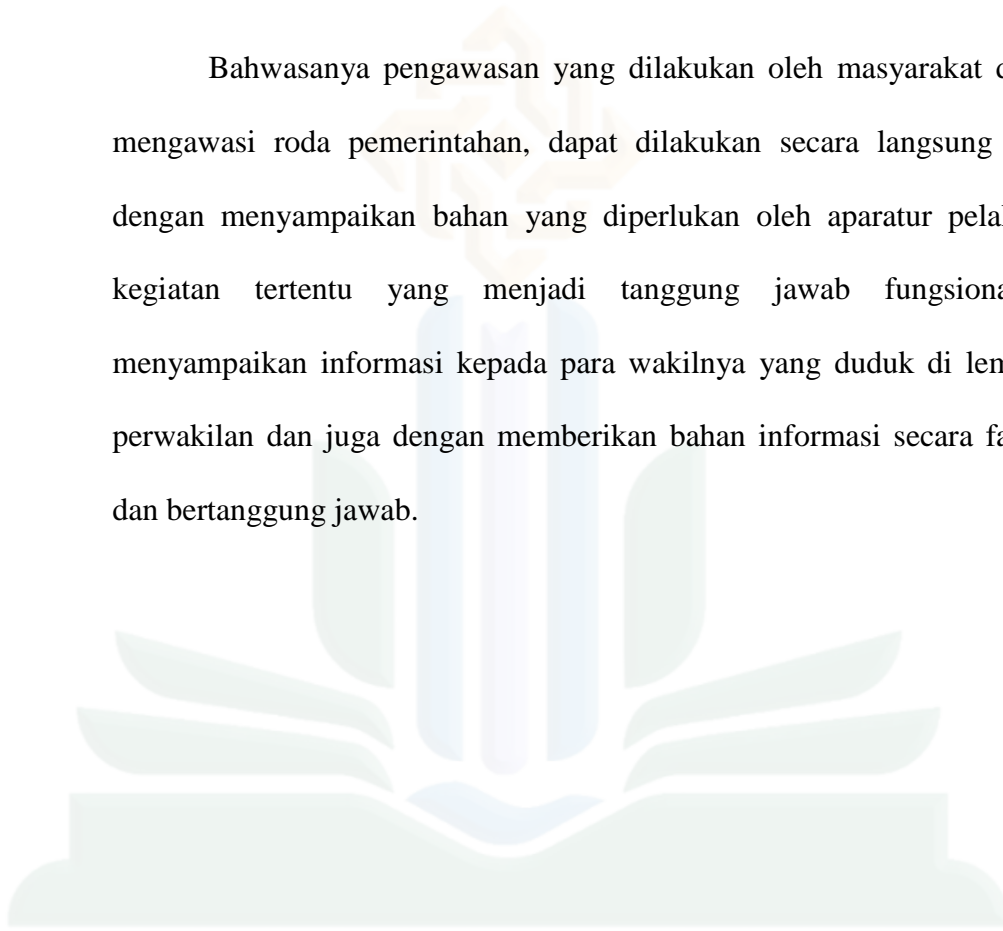 Bahwasanya pengawasan yang dilakukan oleh masyarakat
mengawasi roda pemerintahan, dapat dilakukan secara langsung
dengan menyampaikan bahan yang diperlukan oleh aparatur
kegiatan tertentu yang menjadi tanggung jawab
menyampaikan informasi kepada para wakilnya yang duduk di
perwakilan dan juga dengan memberikan bahan informasi secara
dan bertanggung jawab.